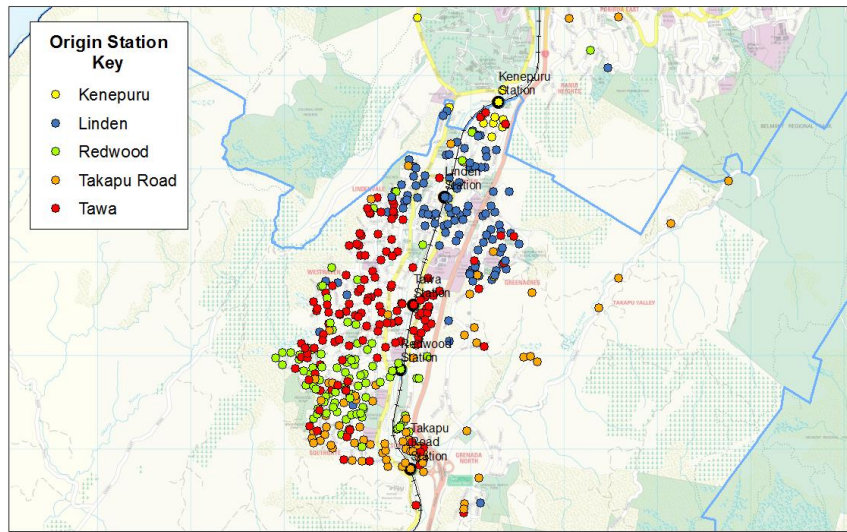 Origin Station
Key
Kenepuru
Linden
Redwood
Takapu Road
Tawa
Kenepuru
Station
Linden
Station
Tawa
Station
Redwood
Station
Takapu
Road
Station
GREENACRES
TAKAPU VALLEY
GRENADA
NORTH